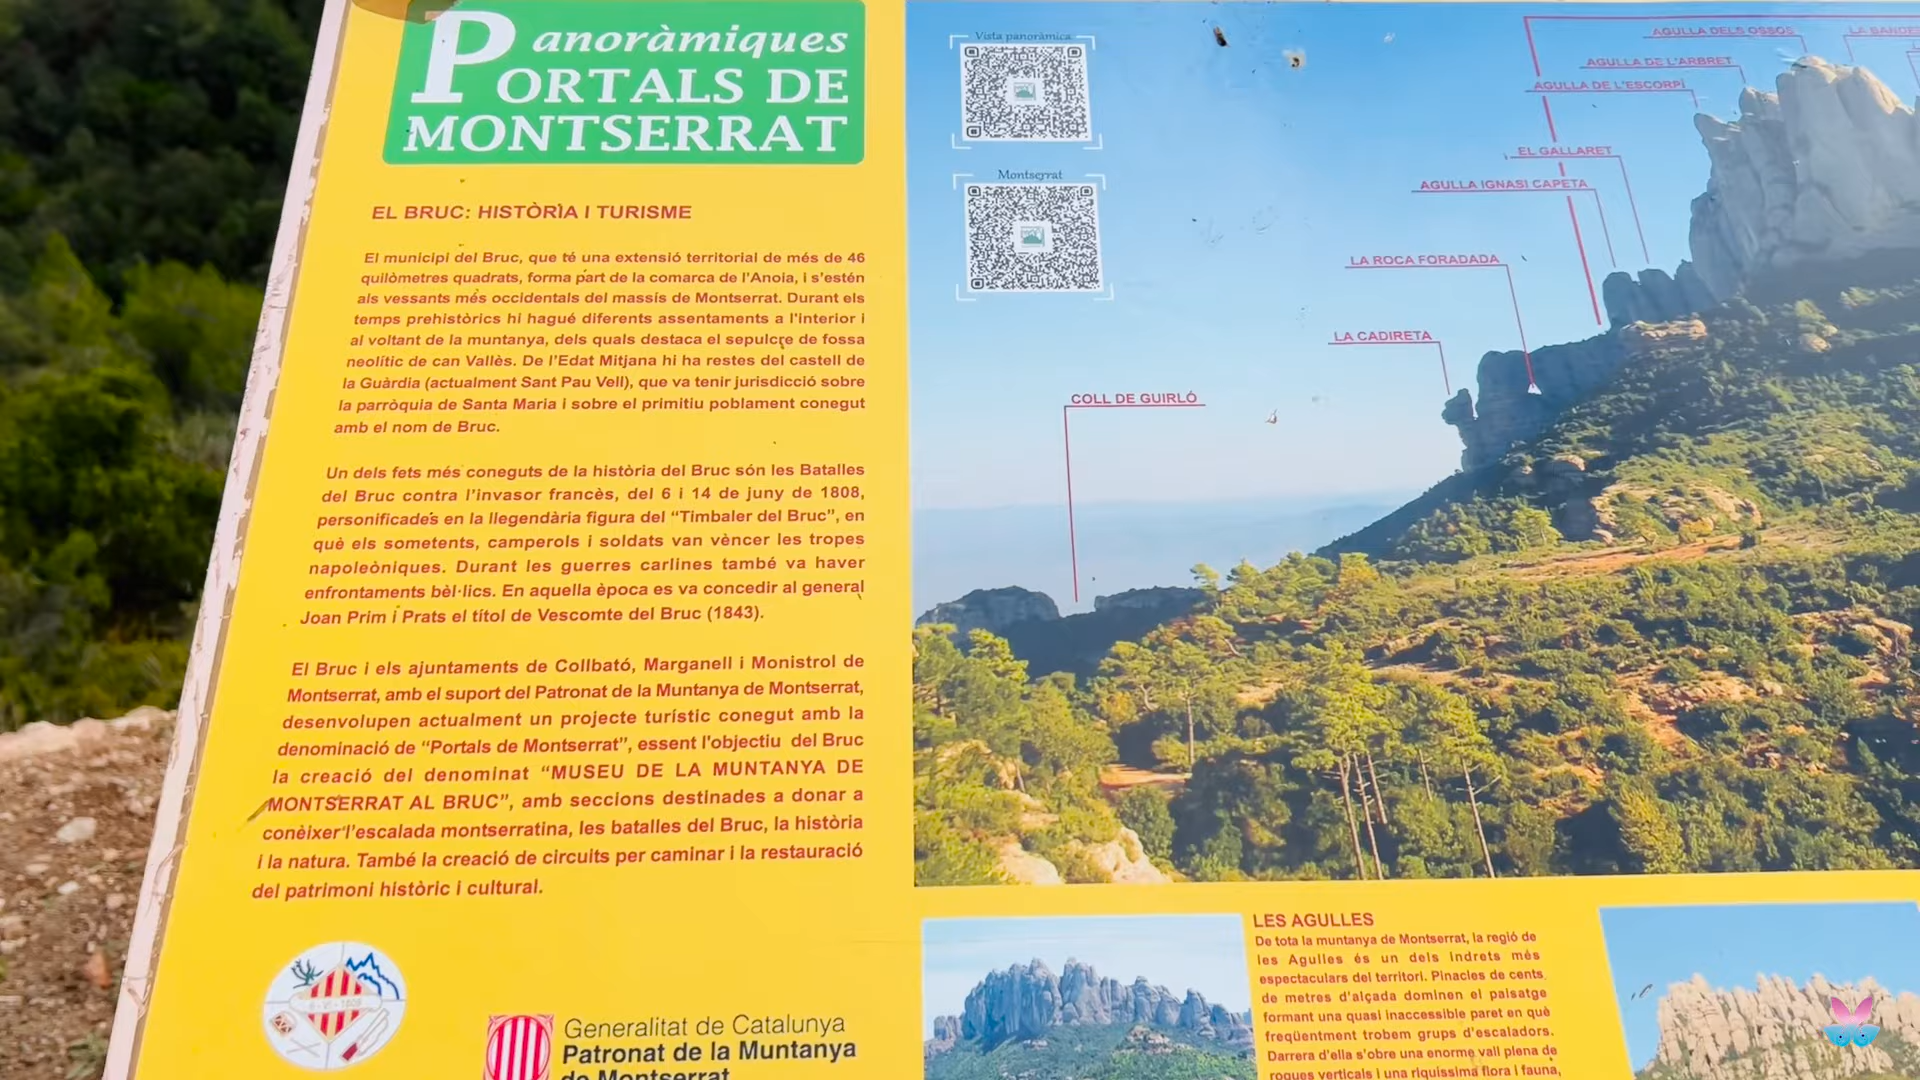 Panoràmiques
PORTALS DE
MONTSERRAT
EL BRUC: HISTÒRIA I TURISME
El municipi del Bruc, que té una extensió territorial de més de 46
quilòmetres quadrats, forma part de la comarca de l'Anoia, i s'estén
als vessants més occidentals del massís de Montserrat. Durant els
temps prehistòrics hi hagué diferents assentaments a l'interior i
al voltant de la muntanya, dels quals destaca el sepulcre de fossa
neolític de can Vallès. De l'Edat Mitjana hi ha restes del castell de
la Guàrdia (actualment Sant Pau Vell), que va tenir jurisdicció sobre
la parròquia de Santa Maria i sobre el primitiu poblament conegut
amb el nom de Bruc.
Un dels fets més coneguts de la història del Bruc són les Batalles
del Bruc contra l'invasor francès, del 6 i 14 de juny de 1808,
personificades en la llegendària figura del "Timbaler del Bruc", en
què els sometents, camperols i soldats van vèncer les tropes
napoleòniques. Durant les guerres carlines també va haver
enfrontaments bèl·lics. En aquella època es va concedir al general
Joan Prim i Prats el títol de Vescomte del Bruc (1843).
El Bruc i els ajuntaments de Collbató, Marganell i Monistrol de
Montserrat, amb el suport del Patronat de la Muntanya de Montserrat,
desenvolupen actualment un projecte turístic conegut amb la
denominació de "Portals de Montserrat", essent l'objectiu del Bruc
la creació del denominat "MUSEU DE LA MUNTANYA DE
MONTSERRAT AL BRUC", amb seccions destinades a donar a
conèixer l'escalada montserratina, les batalles del Bruc, la història
i la natura. També la creació de circuits per caminar i la restauració
del patrimoni històric i cultural.
Generalitat de Catalunya
Patronat de la Muntanya
de Montserrat
Vista panoràmica
Montserrat
AGULLA DELS OSSOS
AGULLA DE L'ARBRET
AGULLA DE L'ESCORPÍ
EL GALLARET
AGULLA IGNASI CAPETA
LA ROCA FORADADA
LA CADIRETA
COLL DE GUIRLÓ
LES AGULLES
De tota la muntanya de Montserrat, la regió de
les Agulles és un dels indrets més
espectaculars del territori. Pinacles de cents
de metres d'alçada dominen el paisatge
formant una quasi inaccessible paret en què
freqüentment trobem grups d'escaladors.
Darrera d'ella s'obre una enorme vall plena de
roques verticals i una riquíssima flora i fauna,